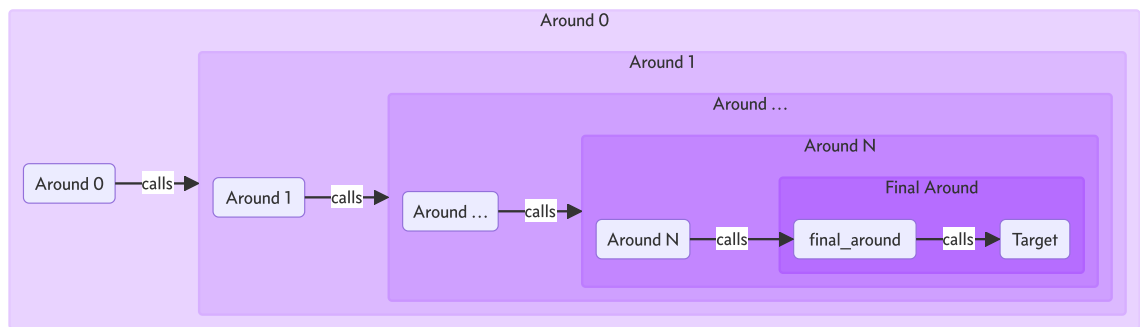 Around 0
Around 1
Around …
Around N
Final Around
Around 0
calls
Around 1
calls
Around …
calls
Around N
calls
final_around
calls
Target